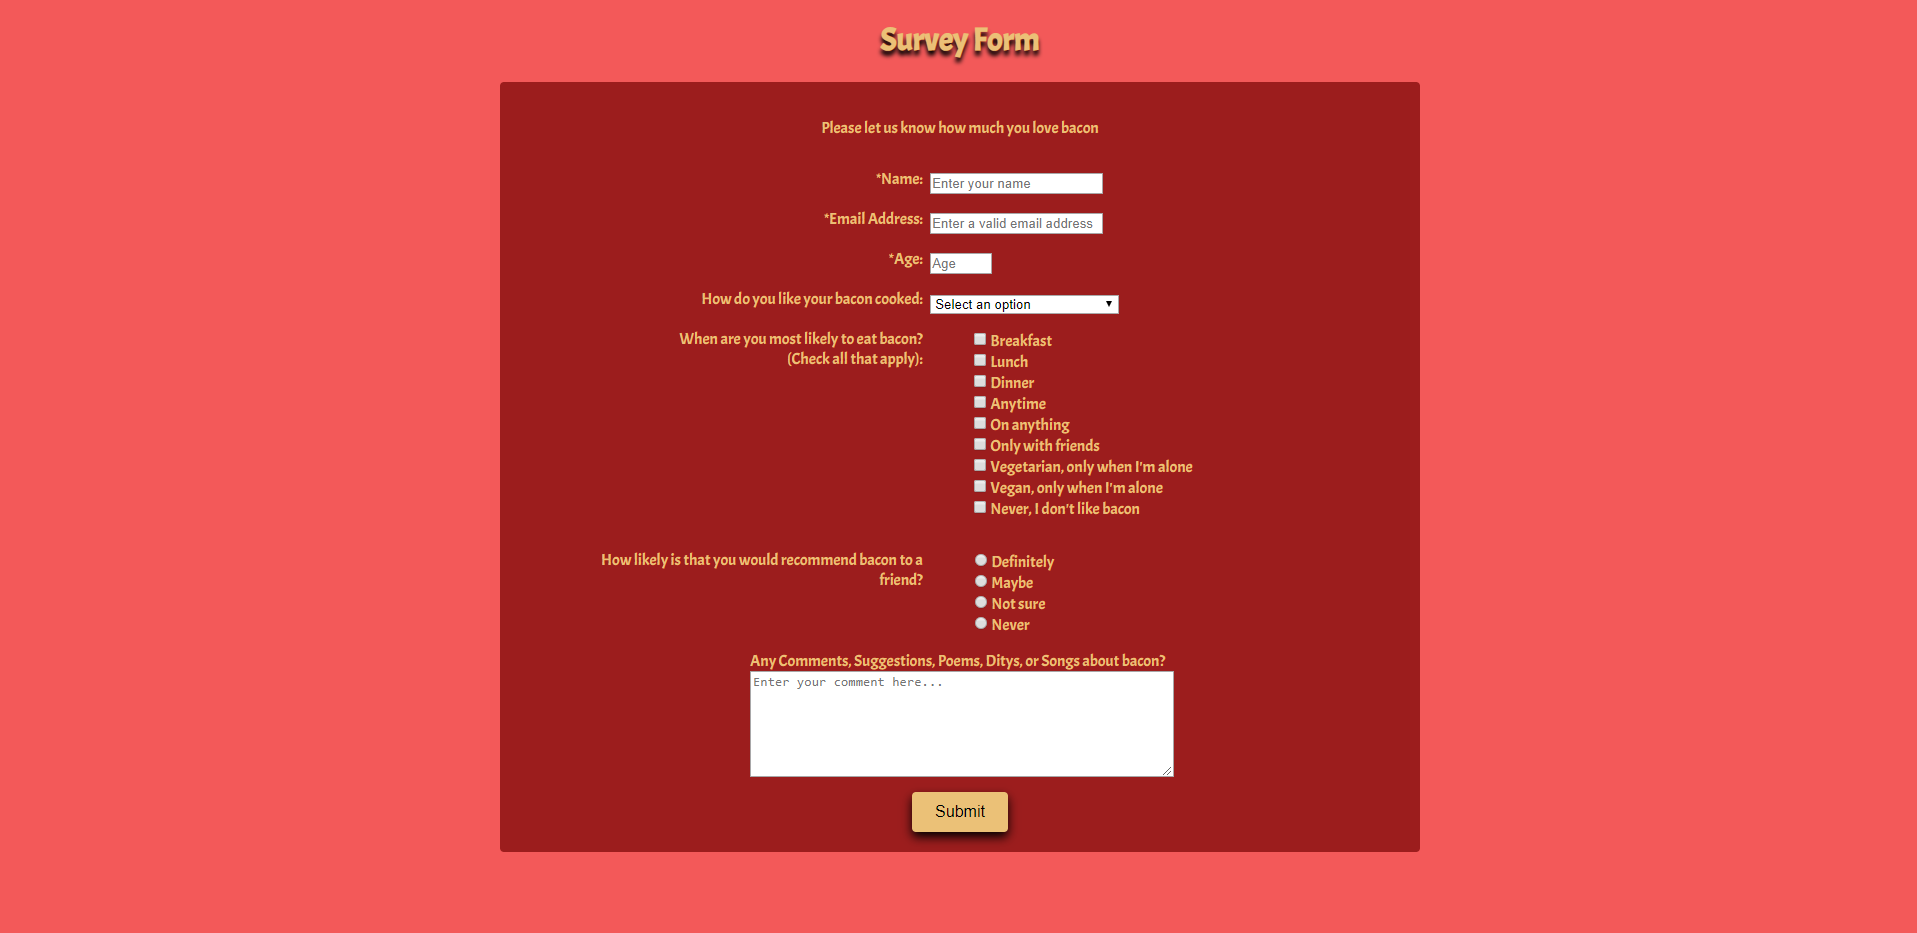 Survey Form
Please let us know how much you love bacon
*Name: Enter your name
*Email Address: Enter a valid email address
*Age: Age
How do you like your bacon cooked: Select an option
When are you most likely to eat bacon?
(Check all that apply):
Breakfast
Lunch
Dinner
Anytime
On anything
Only with friends
Vegetarian, only when I'm alone
Vegan, only when I'm alone
Never, I don't like bacon
How likely is that you would recommend bacon to a
friend?
Definitely
Maybe
Not sure
Never
Any Comments, Suggestions, Poems, Ditys, or Songs about bacon?
Enter your comment here...
Submit